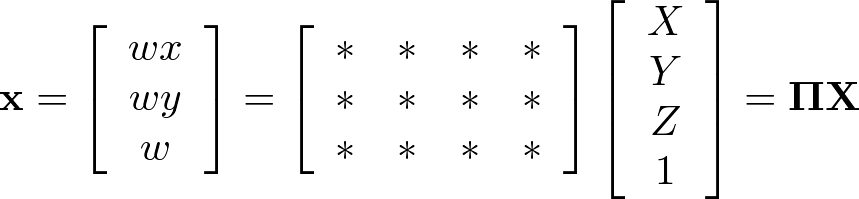 x = [ wx wy w ] = [ * * * * * * * * * * * * ] [ X Y Z 1 ] = ΠX